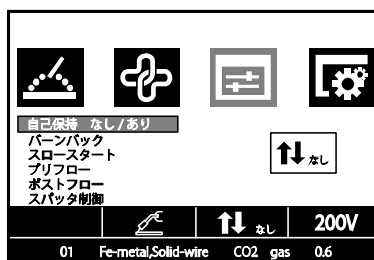 自己保持 なし/あり
バーンバック
スロースタート
プリフロー
ポストフロー
スパッタ制御
なし
なし 200V
01 Fe-metal,Solid-wire CO2 gas 0.6